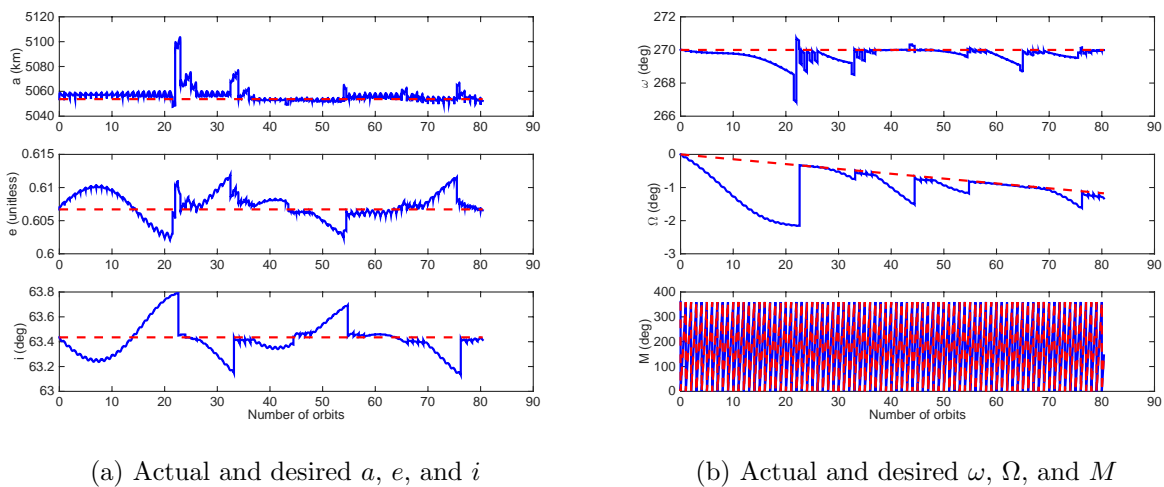 5120
5100
5080
5060
5040
a (km)
0 10 20 30 40 50 60 70 80 90
0.615
0.61
0.605
0.6
e (unitless)
0 10 20 30 40 50 60 70 80 90
63.8
63.6
63.4
63.2
63
i (deg)
0 10 20 30 40 50 60 70 80 90
Number of orbits
(a) Actual and desired a, e, and i
272
270
268
266
ω (deg)
0 10 20 30 40 50 60 70 80 90
0
-1
-2
-3
Ω (deg)
0 10 20 30 40 50 60 70 80 90
400
300
200
100
0
M (deg)
0 10 20 30 40 50 60 70 80 90
Number of orbits
(b) Actual and desired ω, Ω, and M